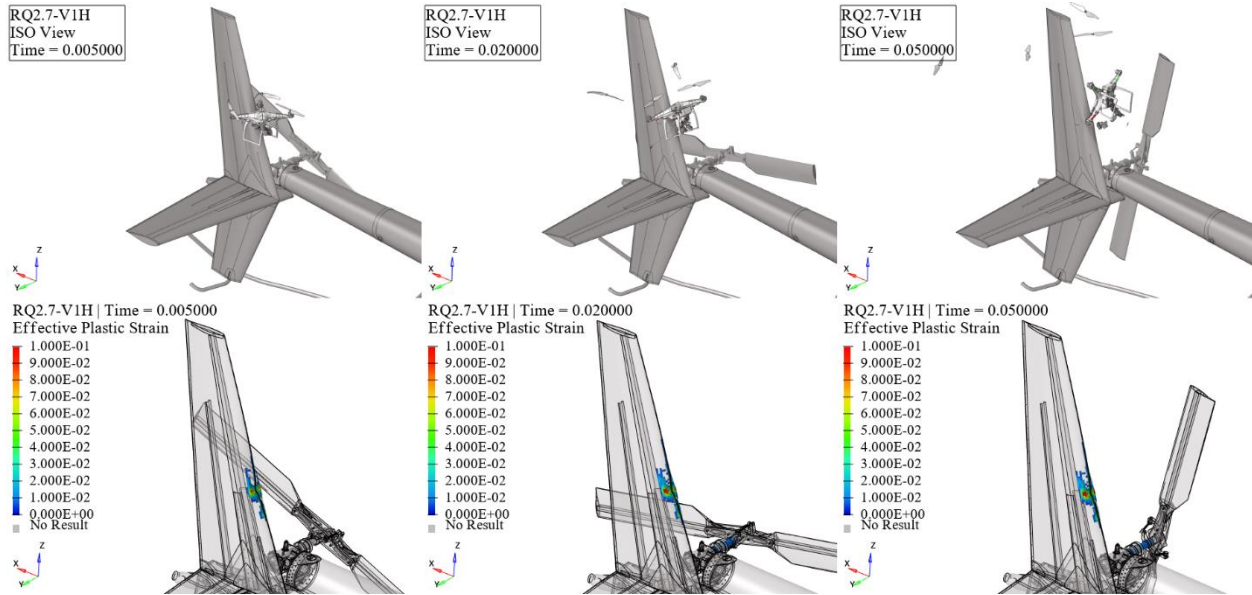 RQ2.7-V1H
ISO View
Time = 0.005000
Z
X
Y
RQ2.7-V1H
ISO View
Time = 0.020000
Z
X
Y
RQ2.7-V1H
ISO View
Time = 0.050000
Z
X
Y
RQ2.7-V1H | Time = 0.005000
Effective Plastic Strain
1.000E-01
9.000E-02
8.000E-02
7.000E-02
6.000E-02
5.000E-02
4.000E-02
3.000E-02
2.000E-02
1.000E-02
0.000E+00
No Result
Z
X
Y
RQ2.7-V1H | Time = 0.020000
Effective Plastic Strain
1.000E-01
9.000E-02
8.000E-02
7.000E-02
6.000E-02
5.000E-02
4.000E-02
3.000E-02
2.000E-02
1.000E-02
0.000E+00
No Result
Z
X
Y
RQ2.7-V1H | Time = 0.050000
Effective Plastic Strain
1.000E-01
9.000E-02
8.000E-02
7.000E-02
6.000E-02
5.000E-02
4.000E-02
3.000E-02
2.000E-02
1.000E-02
0.000E+00
No Result
Z
X
Y